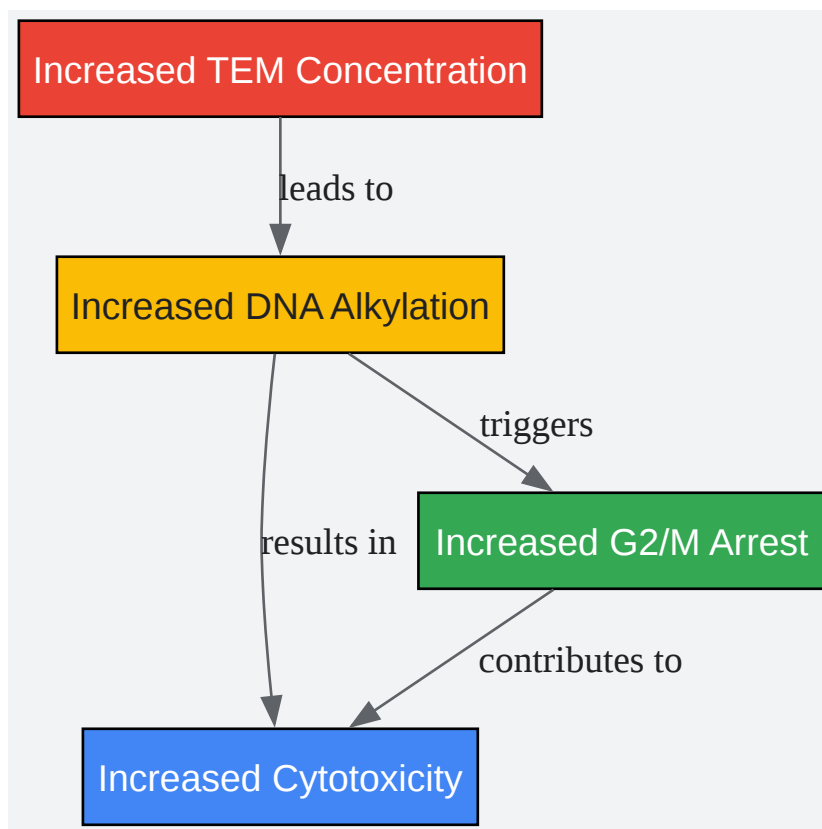 Increased TEM Concentration
leads to
Increased DNA Alkylation
triggers
results in
Increased G2/M Arrest
contributes to
Increased Cytotoxicity